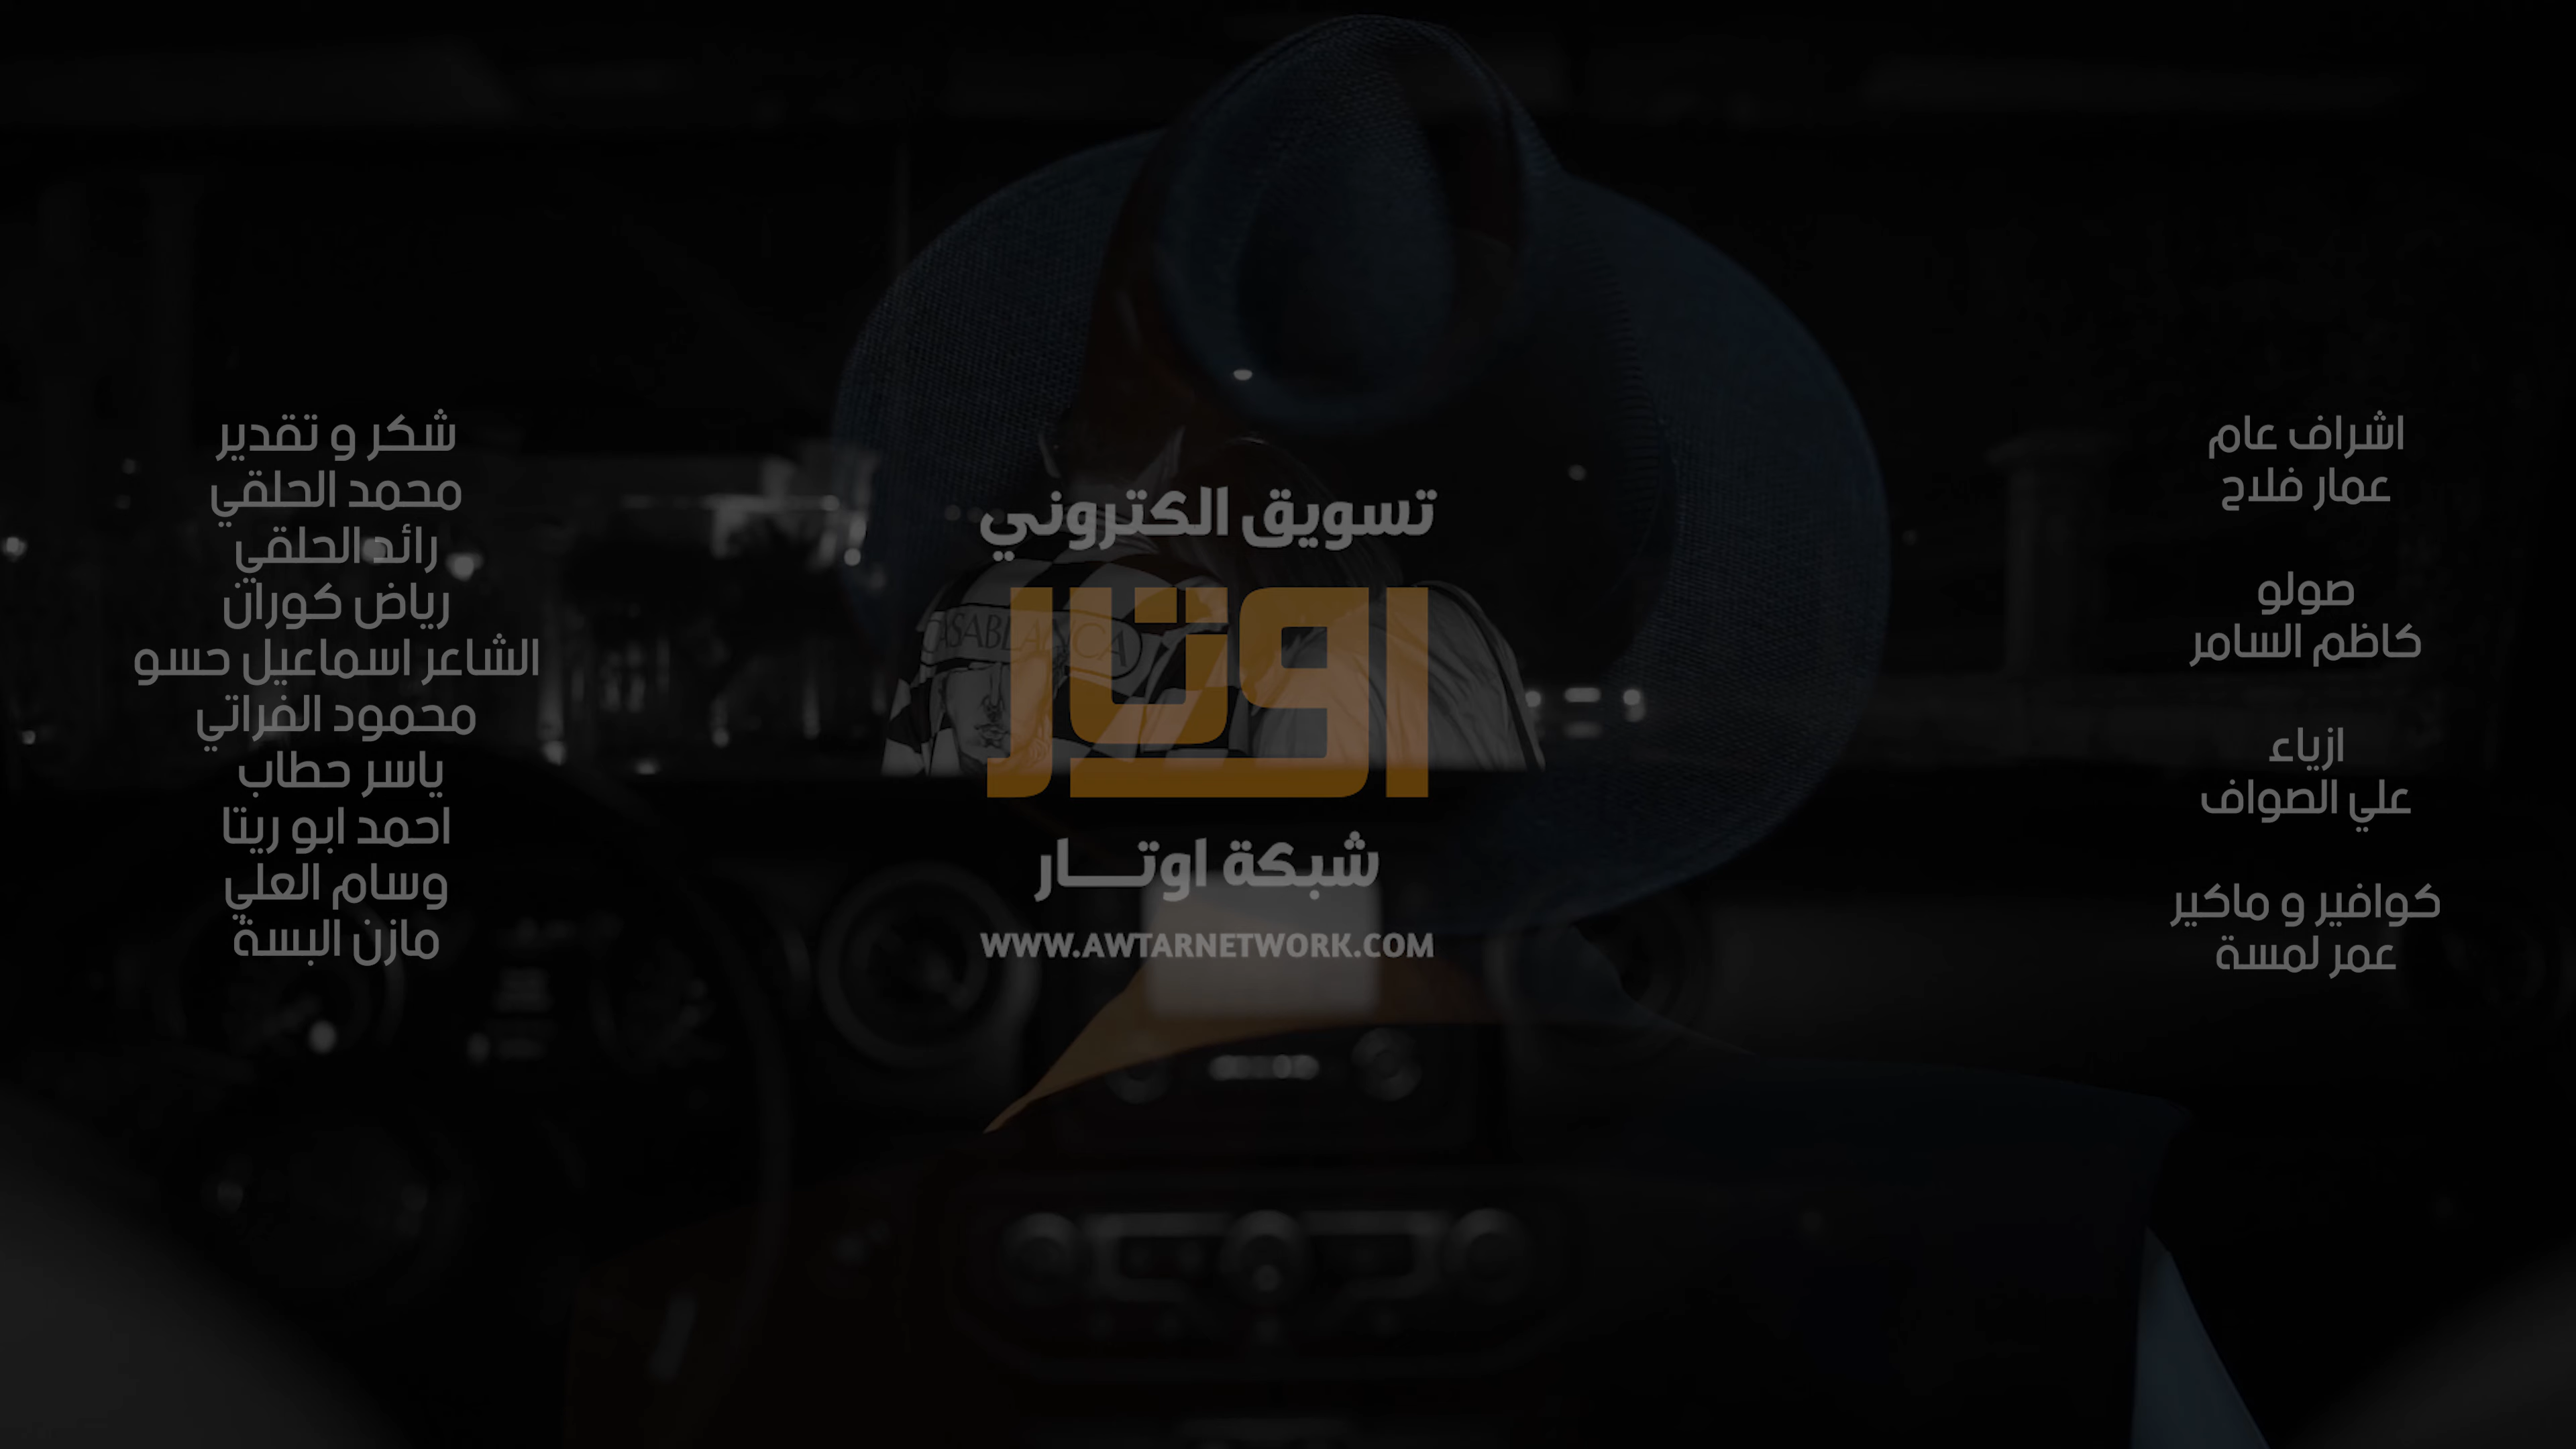 اشراف عام
عمار فلاح
صولو
كاظم السامر
ازياء
علي الصواف
كوافير و ماكير
عمر لمسة
تسويق الكتروني
اوتار
شبكة اوتـــار
WWW.AWTARNETWORK.COM
CASABLANCA
شكر و تقدير
محمد الحلقي
رائد الحلقي
رياض كوران
الشاعر اسماعيل حسو
محمود الفراتي
ياسر حطاب
احمد ابو ريتا
وسام العلي
مازن البسة